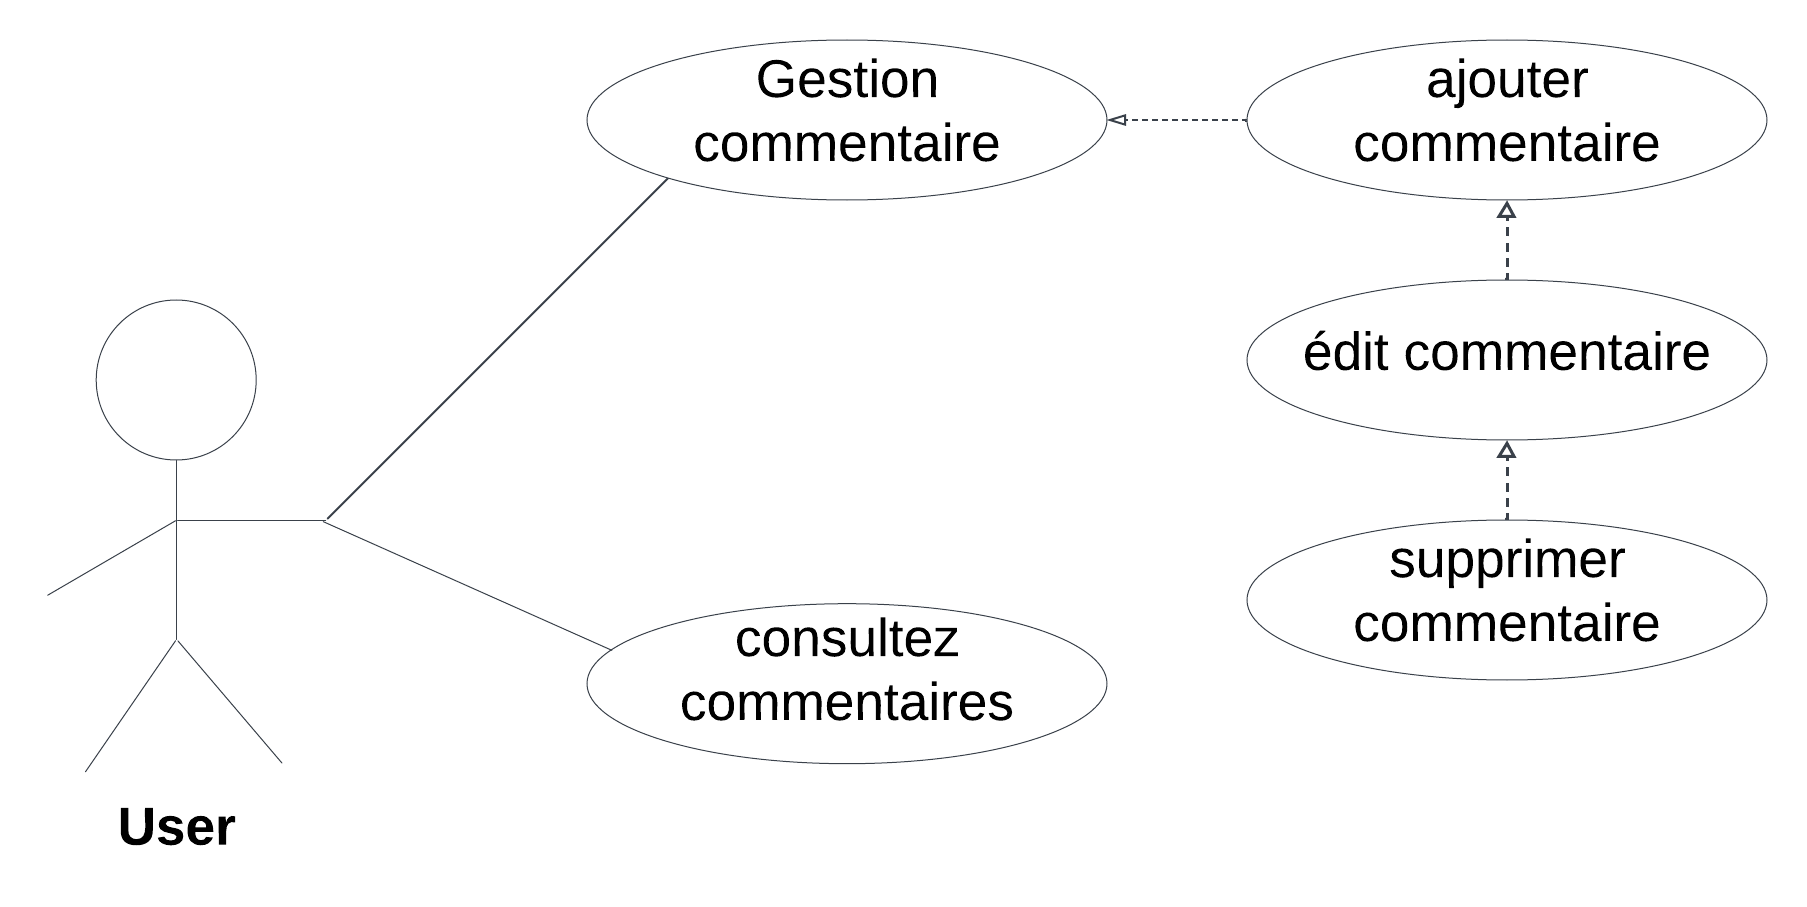 Gestion
commentaire
ajouter
commentaire
édit commentaire
supprimer
commentaire
consultez
commentaires
User